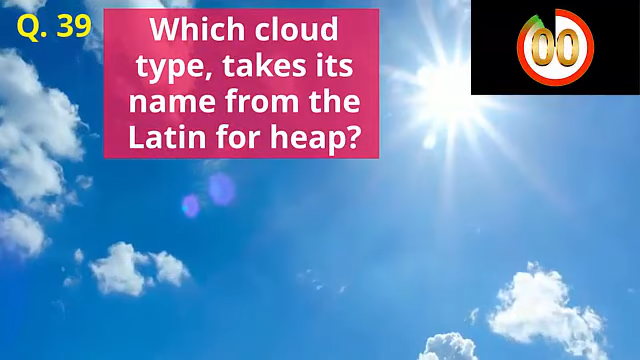 Q. 39
Which cloud
type, takes its
name from the
Latin for heap?
00